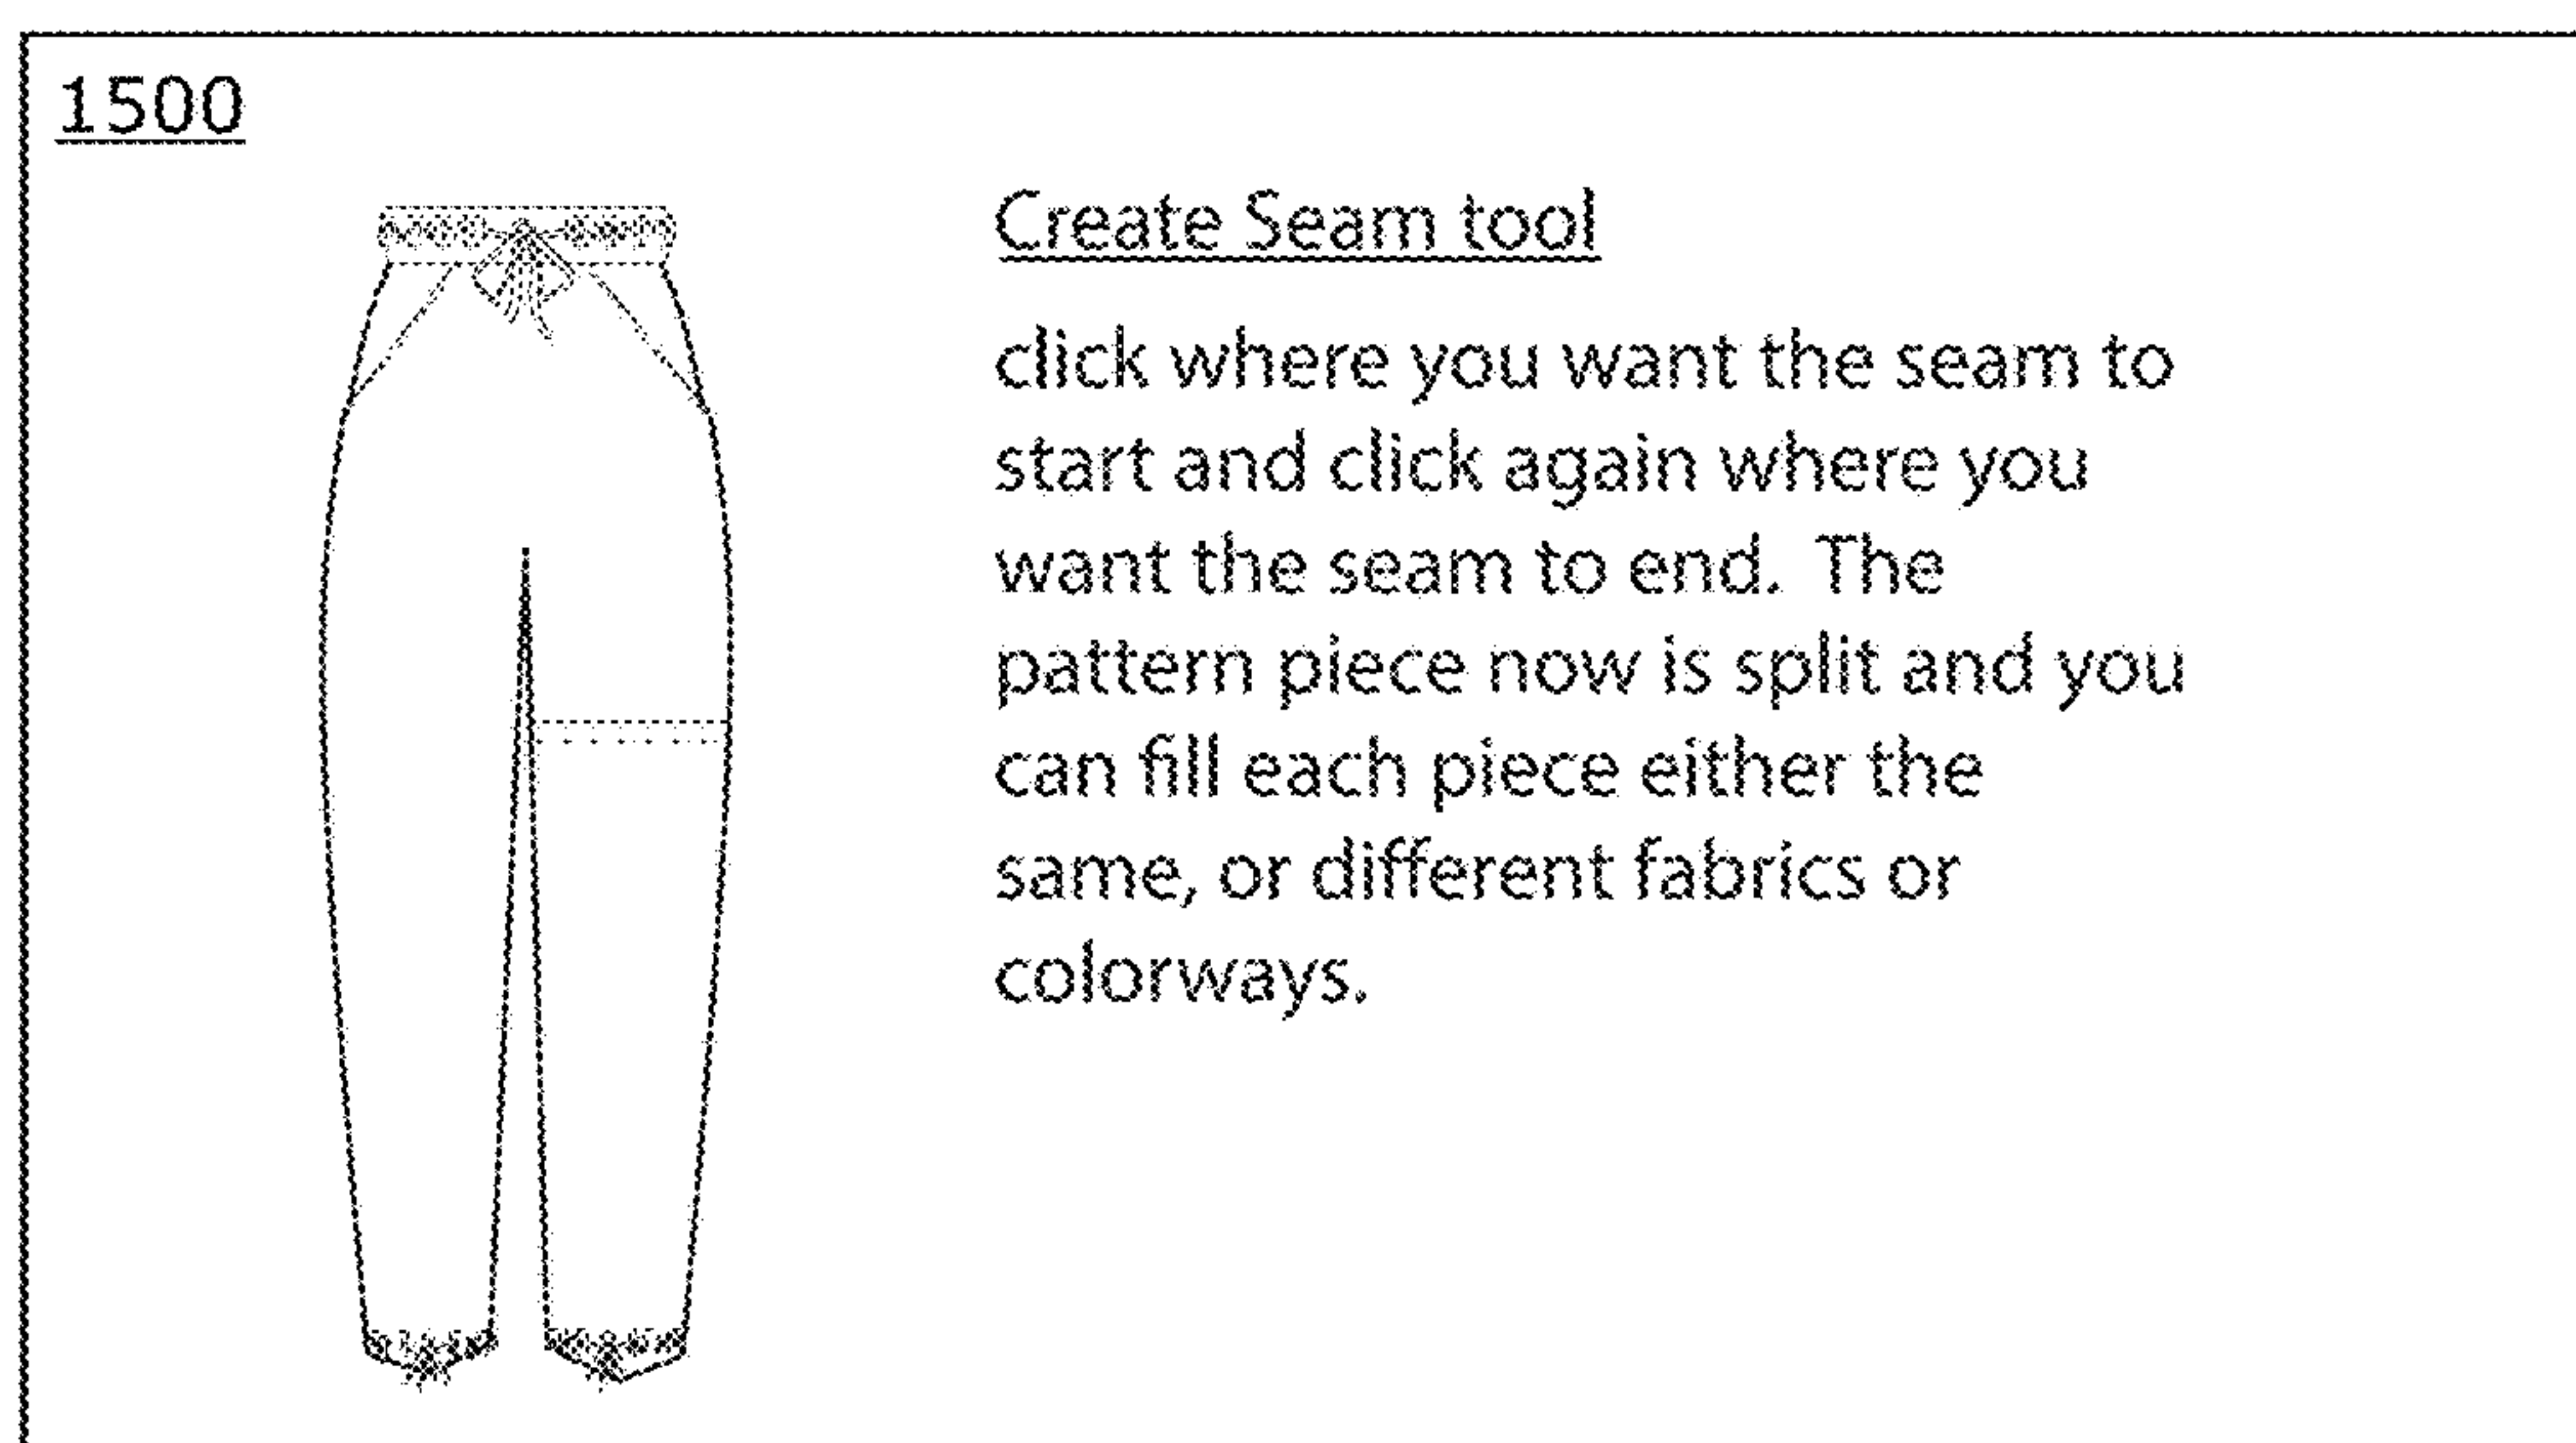 1500
Create Seam tool
click where you want the seam to
start and click again where you
want the seam to end.  The
pattern piece now is split and you
can fill each piece either the
same, or different fabrics or
colorways.